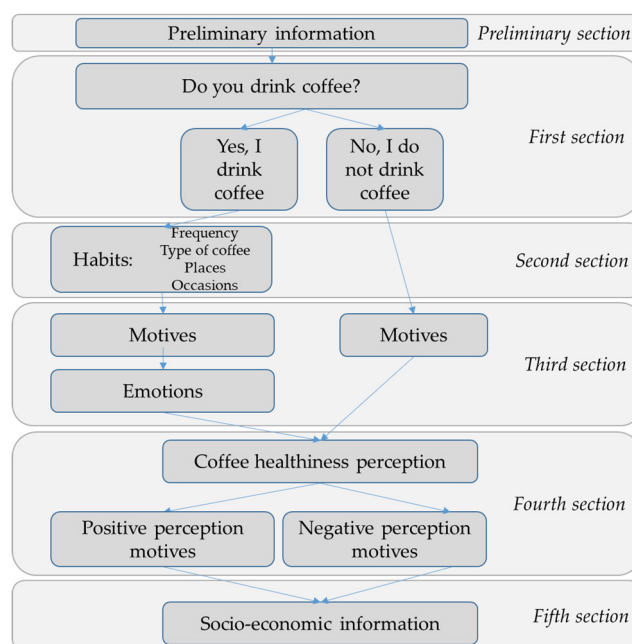 Preliminary information
Preliminary section
Do you drink coffee?
First section
Yes, I
drink
coffee
No, I do
not drink
coffee
Habits:
Frequency
Type of coffee
Places
Occasions
Second section
Motives
Motives
Third section
Emotions
Coffee healthiness perception
Fourth section
Positive perception
motives
Negative perception
motives
Socio-economic information
Fifth section